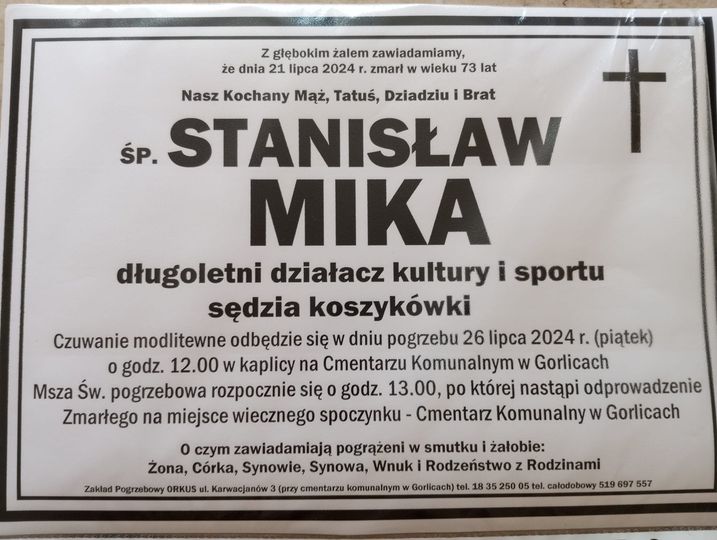 Z głębokim żalem zawiadamiamy,
że dnia 21 lipca 2024 r. zmarł w wieku 73 lat
Nasz Kochany Mąż, Tatuś, Dziadziu i Brat
ŚP. STANISŁAW
MIKA
długoletni działacz kultury i sportu
sędzia koszykówki
Czuwanie modlitewne odbędzie się w dniu pogrzebu 26 lipca 2024 r. (piątek)
o godz. 12.00 w kaplicy na Cmentarzu Komunalnym w Gorlicach
Msza Św. pogrzebowa rozpocznie się o godz. 13.00, po której nastąpi odprowadzenie
Zmarłego na miejsce wiecznego spoczynku - Cmentarz Komunalny w Gorlicach
O czym zawiadamiają pogrążeni w smutku i żałobie:
Żona, Córka, Synowie, Synowa, Wnuk i Rodzeństwo z Rodzinami
Zakład Pogrzebowy ORKUS ul. Karwacjanów 3 (przy cmentarzu komunalnym w Gorlicach) tel. 18 35 250 05 tel. całodobowy 519 697 557